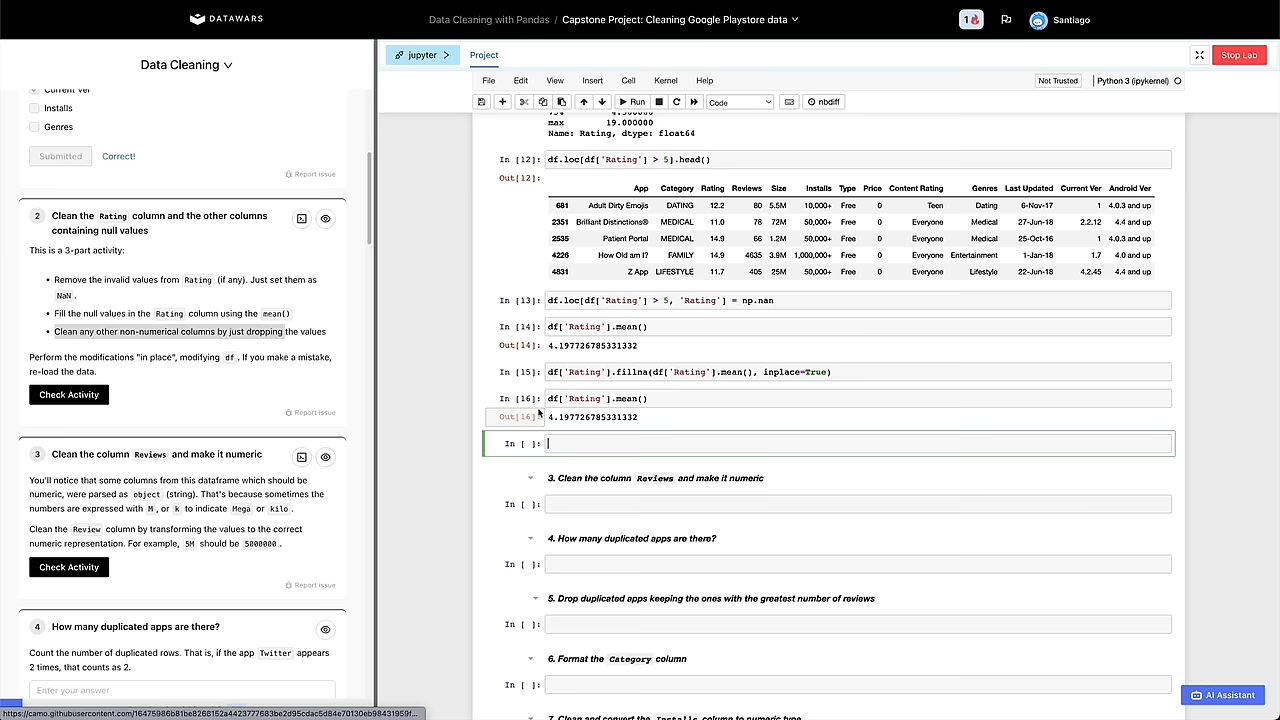 DATAWARS
Data Cleaning with Pandas / Capstone Project: Cleaning Google Playstore data
1
Santiago
Data Cleaning
Current Ver
Installs
Genres
Submitted
Correct!
Report issue
2
Clean the Rating column and the other columns
containing null values
This is a 3-part activity:
• Remove the invalid values from Rating (if any). Just set them as
NaN .
• Fill the null values in the Rating column using the mean()
• Clean any other non-numerical columns by just dropping the values
Perform the modifications "in place", modifying df . If you make a mistake,
re-load the data.
Check Activity
Report issue
3
Clean the column Reviews and make it numeric
You'll notice that some columns from this dataframe which should be
numeric, were parsed as object (string). That's because sometimes the
numbers are expressed with M , or k to indicate Mega or kilo .
Clean the Review column by transforming the values to the correct
numeric representation. For example, 5M should be 5000000 .
Check Activity
Report issue
4
How many duplicated apps are there?
Count the number of duplicated rows. That is, if the app Twitter appears
2 times, that counts as 2.
Enter your answer
jupyter
Project
Stop Lab
File Edit View Insert Cell Kernel Help
Not Trusted
Python 3 (ipykernel)
Run
Code
nbdiff
max 19.000000
Name: Rating, dtype: float64
In [12]: df.loc[df['Rating'] > 5].head()
Out[12]:
App Category Rating Reviews Size Installs Type Price Content Rating Genres Last Updated Current Ver Android Ver
681 Adult Dirty Emojis DATING 12.2 80 5.5M 10,000+ Free 0 Teen Dating 6-Nov-17 1 4.0.3 and up
2351 Brilliant Distinctions® MEDICAL 11.0 78 72M 50,000+ Free 0 Everyone Medical 27-Jun-18 2.2.12 4.4 and up
2535 Patient Portal MEDICAL 14.9 66 1.2M 50,000+ Free 0 Everyone Medical 25-Oct-16 1 4.0.3 and up
4226 How Old am I? FAMILY 14.9 4635 3.9M 1,000,000+ Free 0 Everyone Entertainment 1-Jan-18 1.7 4.0 and up
4831 Z App LIFESTYLE 11.7 405 25M 50,000+ Free 0 Everyone Lifestyle 22-Jun-18 4.2.45 4.4 and up
In [13]: df.loc[df['Rating'] > 5, 'Rating'] = np.nan
In [14]: df['Rating'].mean()
Out[14]: 4.197726785331332
In [15]: df['Rating'].fillna(df['Rating'].mean(), inplace=True)
In [16]: df['Rating'].mean()
Out[16]: 4.197726785331332
In [ ]:
3. Clean the column Reviews and make it numeric
In [ ]:
4. How many duplicated apps are there?
In [ ]:
5. Drop duplicated apps keeping the ones with the greatest number of reviews
In [ ]:
6. Format the Category column
In [ ]:
7. Clean and convert the Installs column to numeric type
AI Assistant